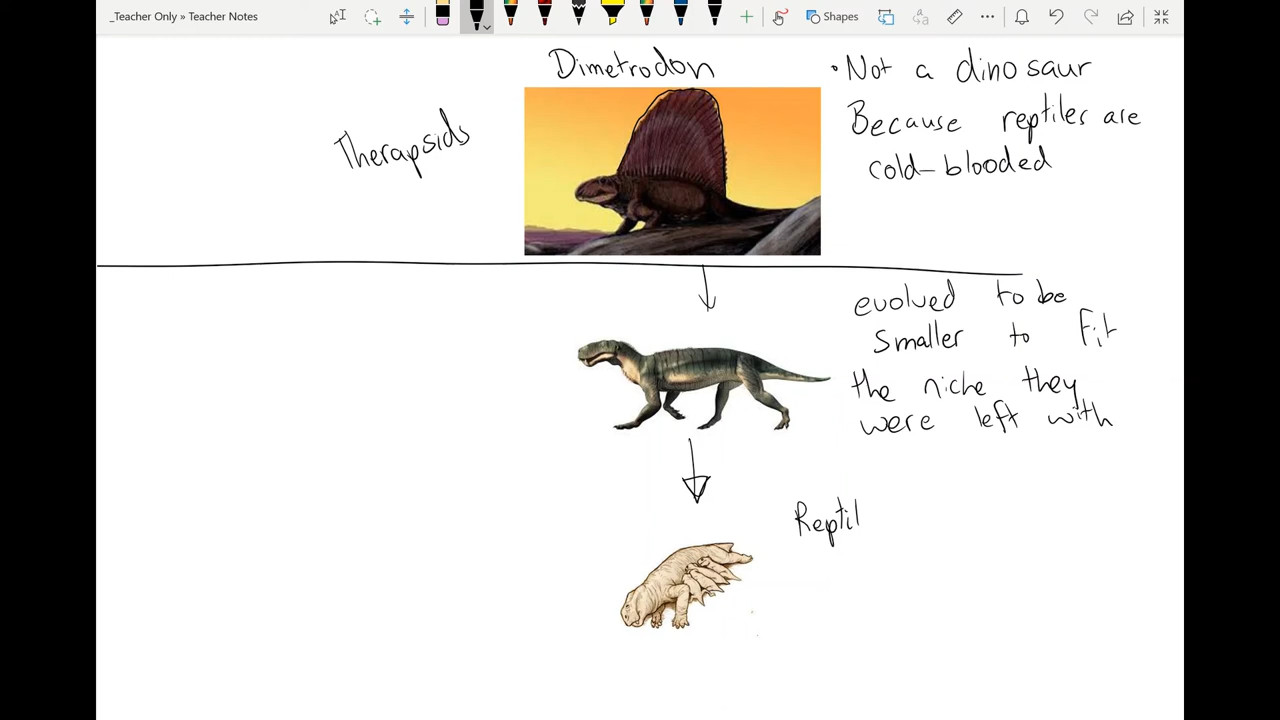 _Teacher Only » Teacher Notes
Shapes
Dimetrodon
Therapsids
• Not a dinosaur
Because reptiles are
cold-blooded
evolved to be
smaller to fit
the niche they
were left with
Reptil